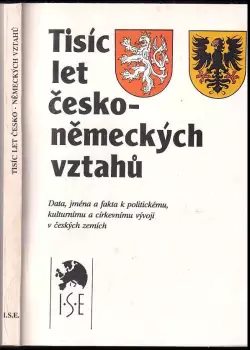 TISÍC LET ČESKO - NĚMECKÝCH VZTAHŮ
I.S.E.
Tisíc
let
česko-
německých
vztahů
Data, jména a fakta k politickému,
kulturnímu a církevnímu vývoji
v českých zemích
I·S·E